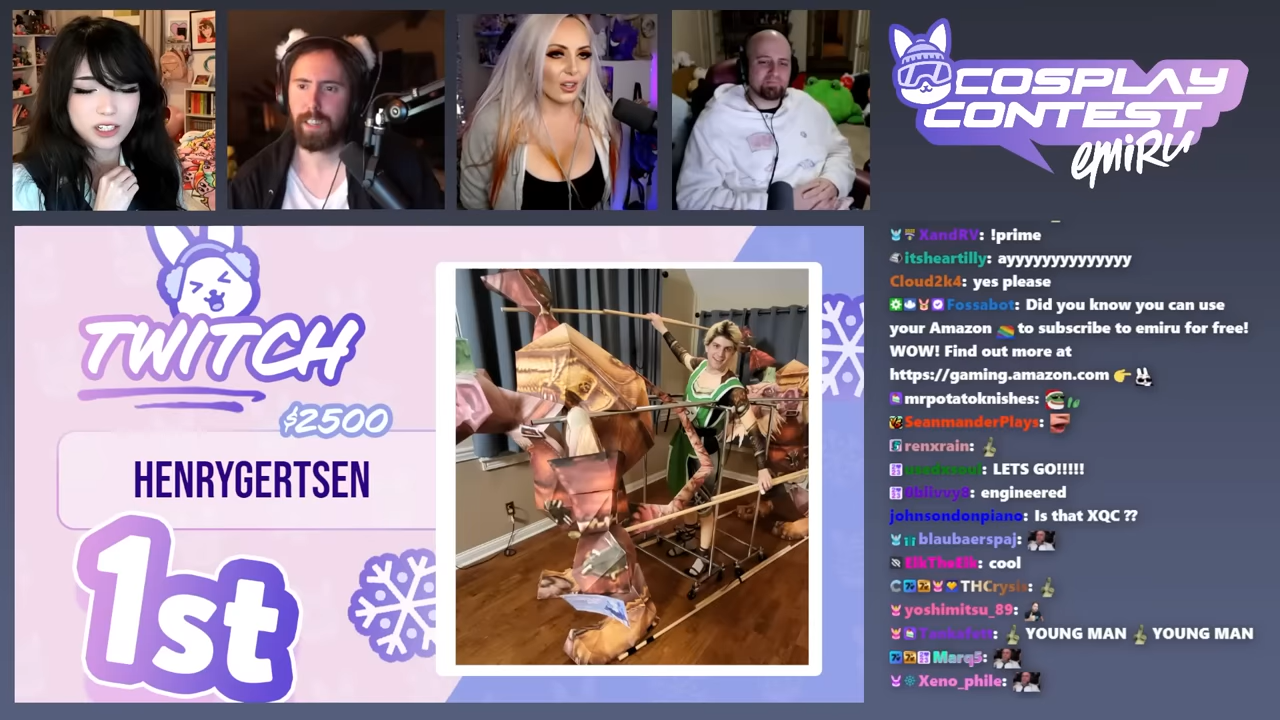 COSPLAY
CONTEST
emiru
TWITCH
$2500
HENRYGERTSEN
1st
XandRV: !prime
itsheartilly: ayyyyyyyyyyyyyy
Cloud2k4: yes please
Fossabot: Did you know you can use
your Amazon to subscribe to emiru for free!
WOW! Find out more at
https://gaming.amazon.com
mrpotatoknishes:
SeanmanderPlays:
renxrain:
: LETS GO!!!!!
0blivvy8: engineered
johnsondonpiano: Is that XQC ??
blaubaerspaj:
ElkTheElk: cool
THCrysis:
yoshimitsu_89:
: YOUNG MAN YOUNG MAN
Marq5:
Xeno_phile: